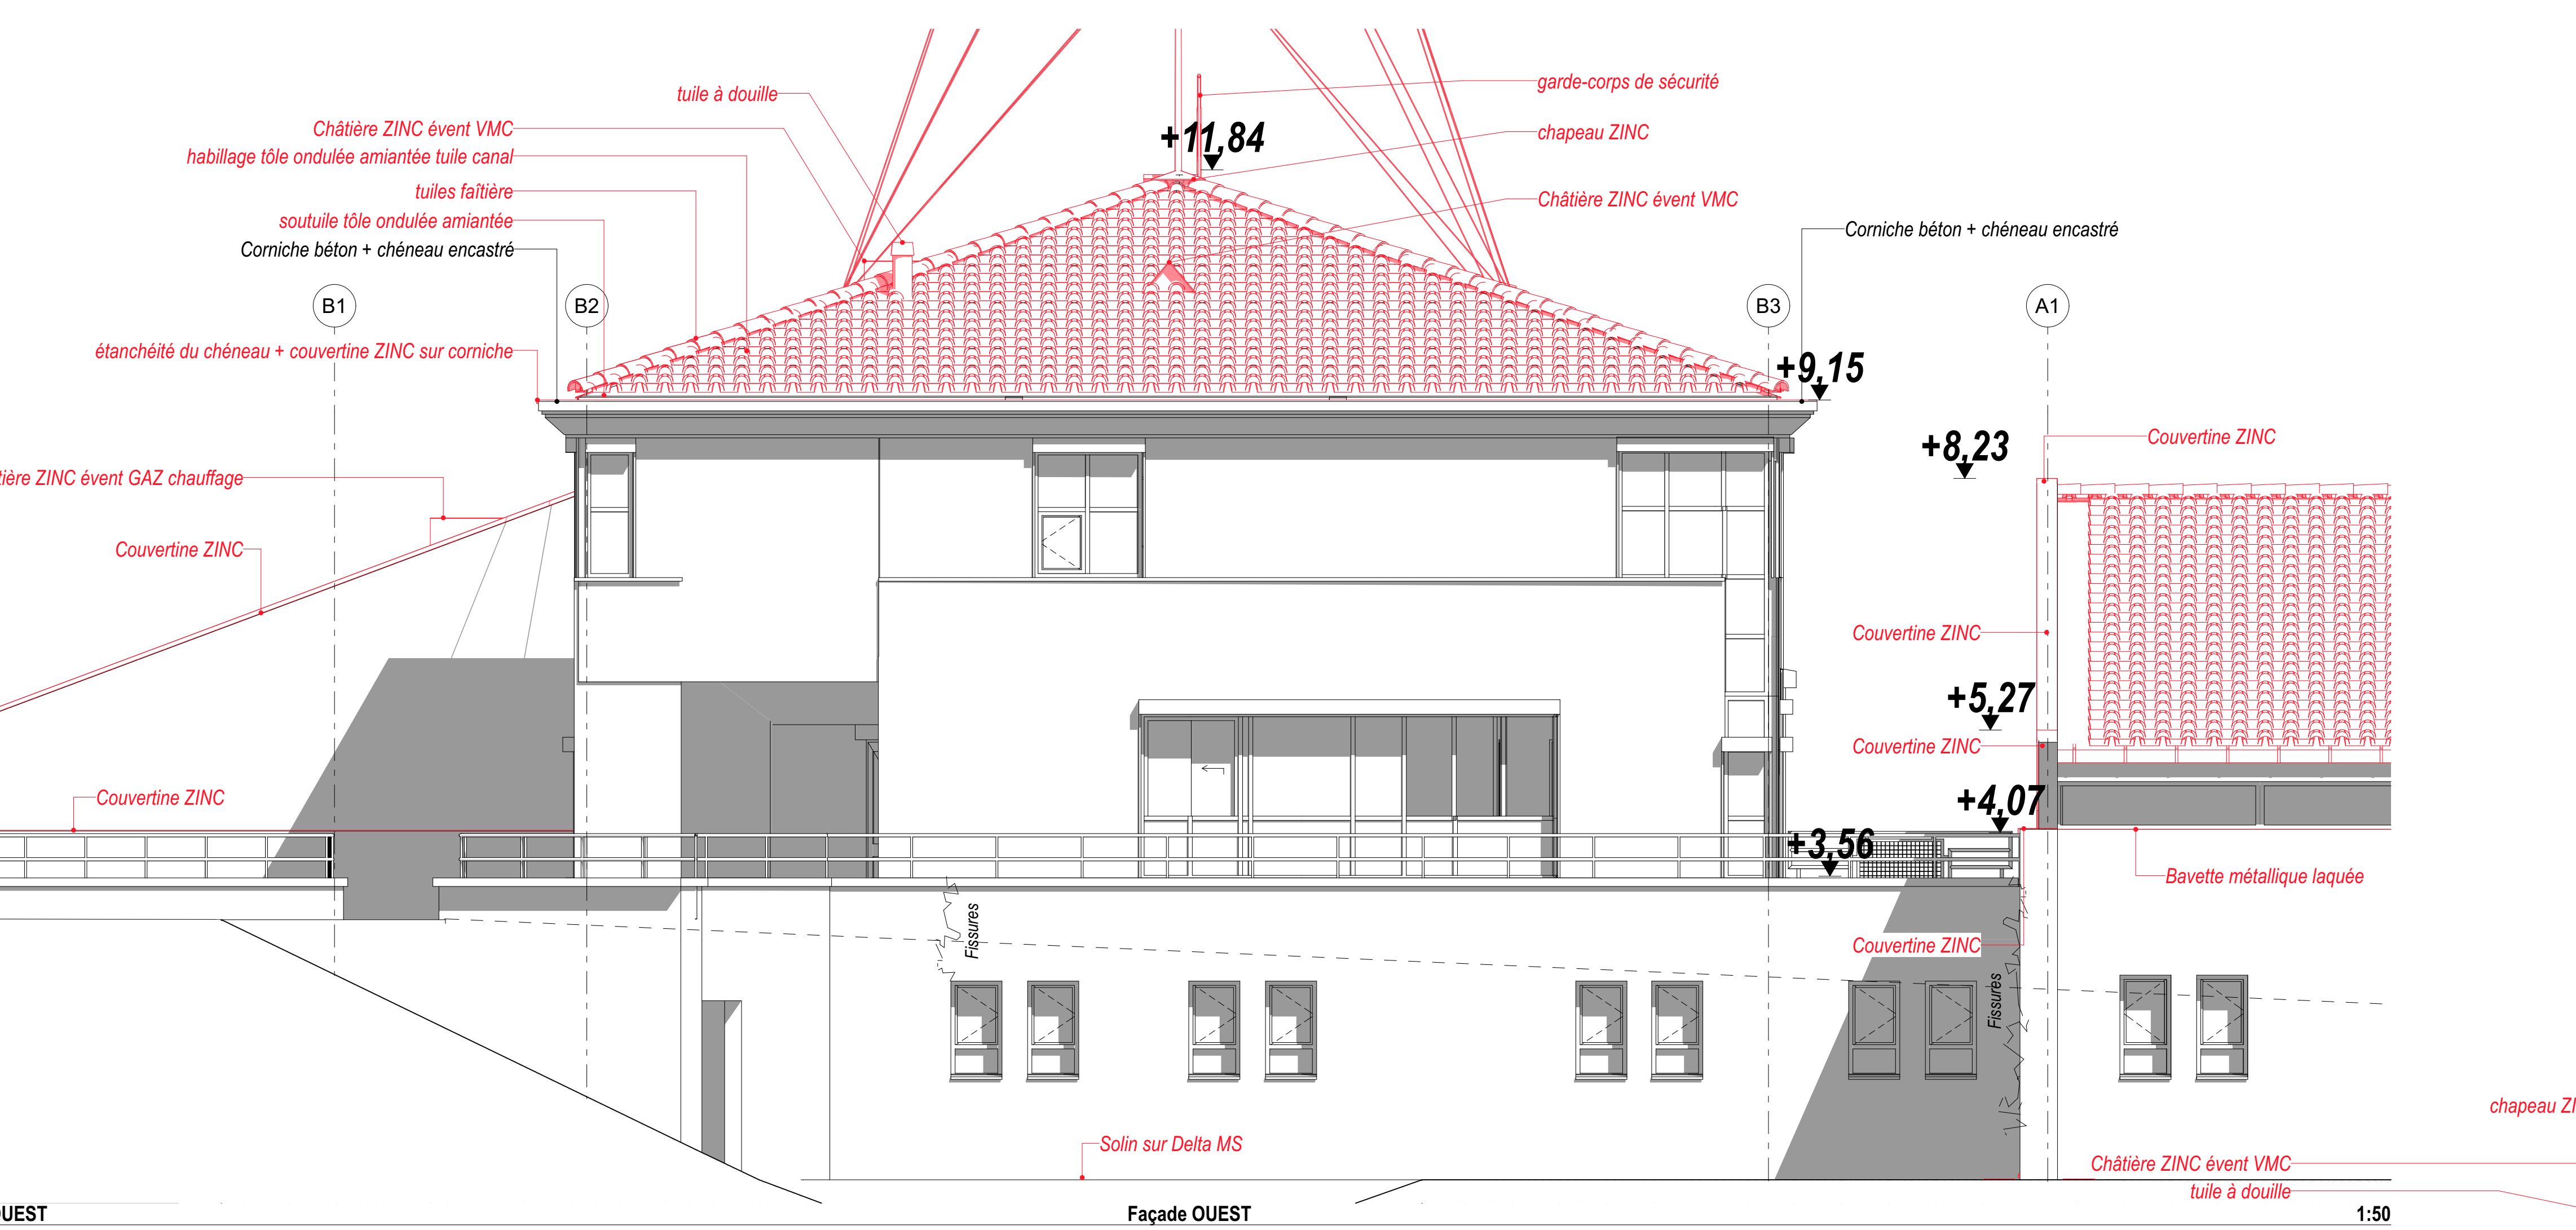 garde-corps de sécurité
tuile à douille
Châtière ZINC évent VMC
+11,84
chapeau ZINC
habillage tôle ondulée amiantée tuile canal
tuiles faîtière
Châtière ZINC évent VMC
soutuile tôle ondulée amiantée
Corniche béton + chéneau encastré
Corniche béton + chéneau encastré
B1
B2
B3
A1
étanchéité du chéneau + couvertine ZINC sur corniche
+9,15
+8,23
Couvertine ZINC
tière ZINC évent GAZ chauffage
Couvertine ZINC
Couvertine ZINC
+5,27
Couvertine ZINC
Couvertine ZINC
+4,07
+3,56
Bavette métallique laquée
Fissures
Couvertine ZINC
Fissures
chapeau ZI
Solin sur Delta MS
Châtière ZINC évent VMC
tuile à douille
OUEST
Façade OUEST
1:50